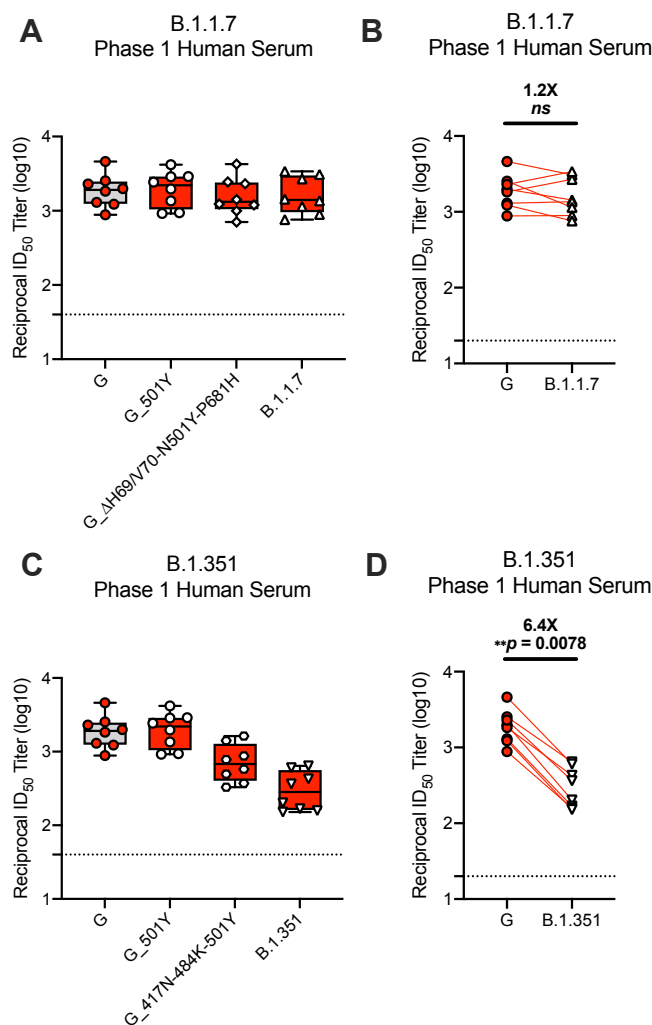 A
B.1.1.7
Phase 1 Human Serum
Reciprocal ID50 Titer (log10)
4
3
2
1
G
G_501Y
G_ΔH69/V70-N501Y-P681H
B.1.1.7
B
B.1.1.7
Phase 1 Human Serum
1.2X
ns
Reciprocal ID50 Titer (log10)
4
3
2
1
G
B.1.1.7
C
B.1.351
Phase 1 Human Serum
Reciprocal ID50 Titer (log10)
4
3
2
1
G
G_501Y
G_417N-484K-501Y
B.1.351
D
B.1.351
Phase 1 Human Serum
6.4X
**p = 0.0078
Reciprocal ID50 Titer (log10)
4
3
2
1
G
B.1.351